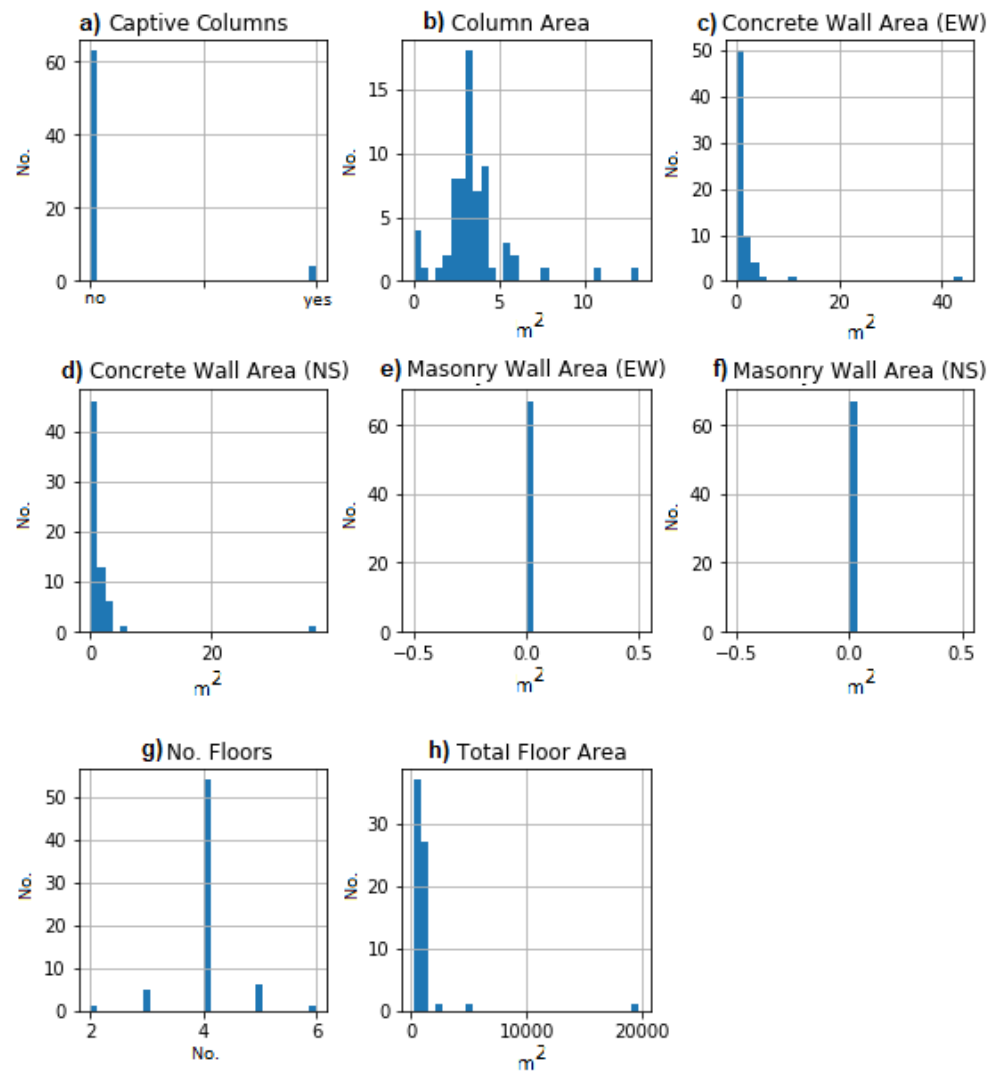 a) Captive Columns
No.
60
40
20
0
no
yes
b) Column Area
No.
15
10
5
0
0
5
10
m²
c) Concrete Wall Area (EW)
No.
50
40
30
20
10
0
0
20
40
m²
d) Concrete Wall Area (NS)
No.
40
30
20
10
0
0
20
m²
e) Masonry Wall Area (EW)
No.
60
40
20
0
−0.5
0.0
0.5
m²
f) Masonry Wall Area (NS)
No.
60
40
20
0
−0.5
0.0
0.5
m²
g) No. Floors
No.
50
40
30
20
10
0
2
4
6
No.
h) Total Floor Area
No.
30
20
10
0
0
10000
20000
m²